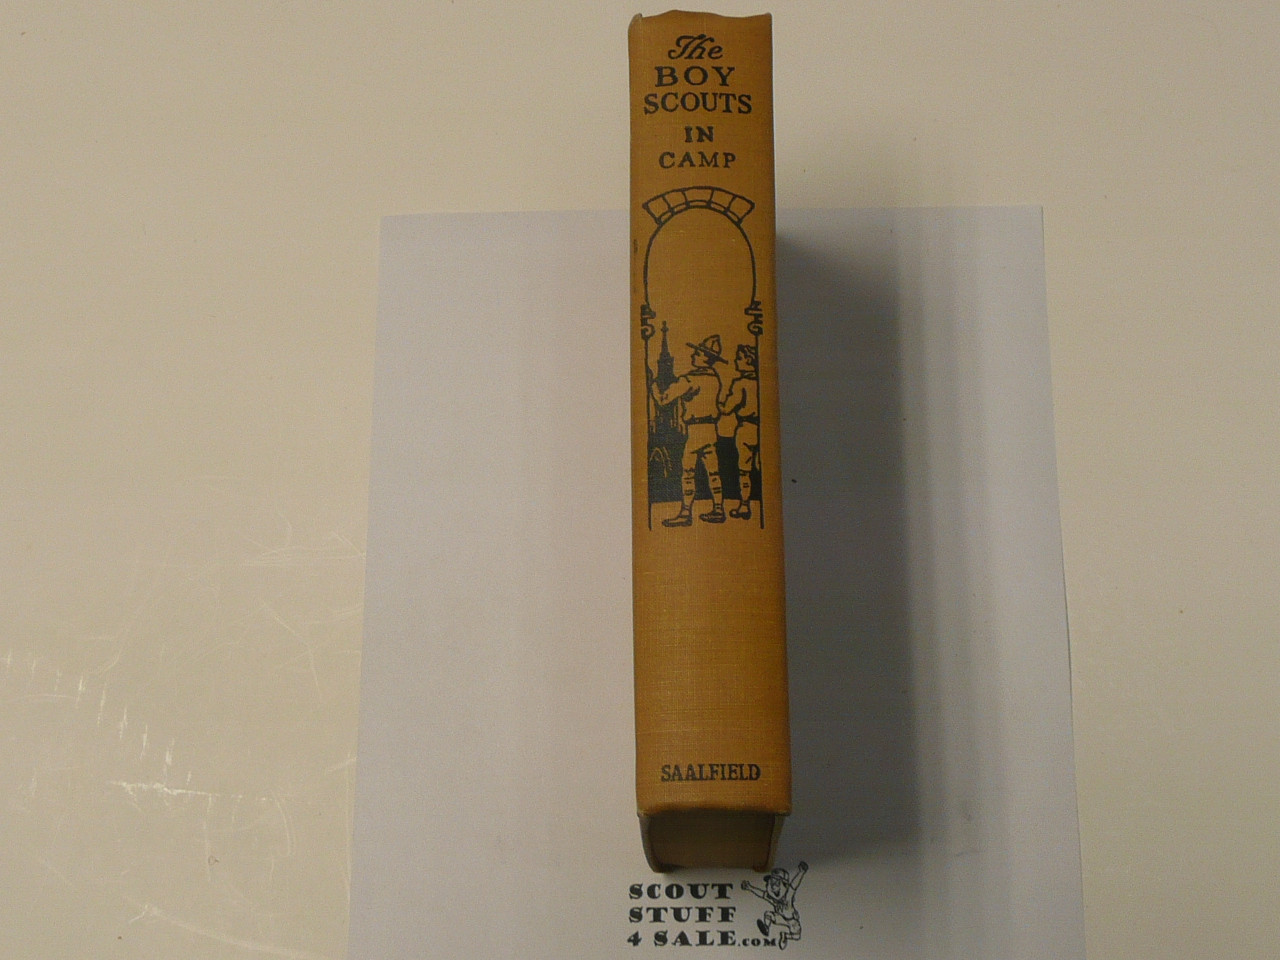 The
BOY
SCOUTS
IN
CAMP
SAALFIELD
SCOUT
STUFF
4 SALE.COM